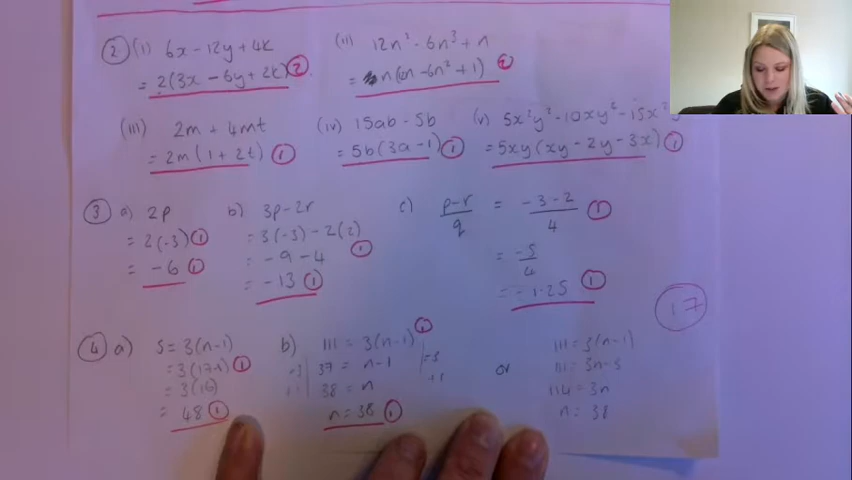 ② (i) 6x - 12y + 4k
= 2(3x - 6y + 2k) ②
(ii) 12n² - 6n³ + n
= n(12n - 6n² + 1) ②
(iii) 2m + 4mt
= 2m(1 + 2t) ①
(iv) 15ab - 5b
= 5b(3a - 1) ①
(v) 5x²y² - 10xy² - 15x²y
= 5xy(xy - 2y - 3x) ①
③ a) 2p
= 2(-3) ①
= -6 ①
b) 3p - 2r
= 3(-3) - 2(2)
= -9 - 4 ①
= -13 ①
c) p-r/q = -3-2/4 ①
= -5/4
= -1.25 ①
17
④ a) S = 3(n-1)
= 3(17-1) ①
= 3(16)
= 48 ①
b) 111 = 3(n-1) ①
37 = n-1
38 = n
n = 38 ①
or
111 = 3(n-1)
111 = 3n-3
114 = 3n
n = 38